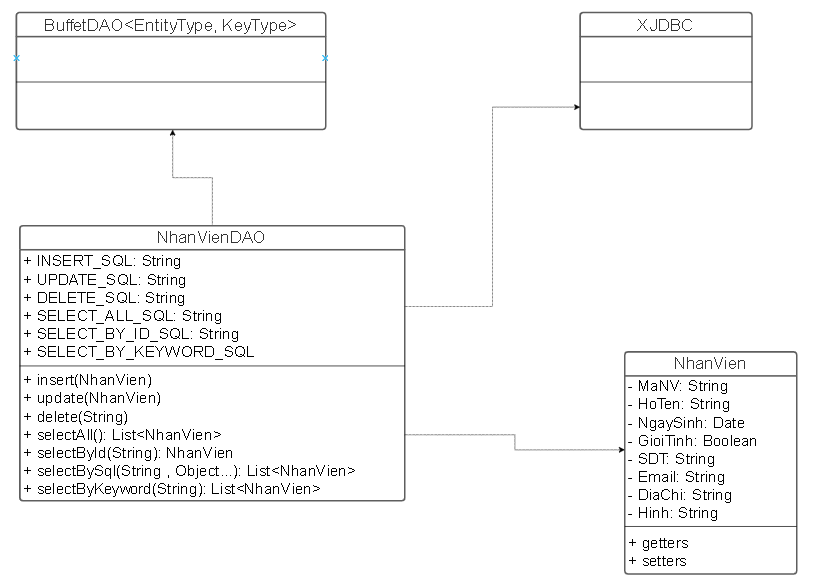 BuffetDAO<EntityType, KeyType>
XJDBC
NhanVienDAO
+ INSERT_SQL: String
+ UPDATE_SQL: String
+ DELETE_SQL: String
+ SELECT_ALL_SQL: String
+ SELECT_BY_ID_SQL: String
+ SELECT_BY_KEYWORD_SQL
+ insert(NhanVien)
+ update(NhanVien)
+ delete(String)
+ selectAll(): List<NhanVien>
+ selectById(String): NhanVien
+ selectBySql(String , Object...): List<NhanVien>
+ selectByKeyword(String): List<NhanVien>
NhanVien
- MaNV: String
- HoTen: String
- NgaySinh: Date
- GioiTinh: Boolean
- SDT: String
- Email: String
- DiaChi: String
- Hinh: String
+ getters
+ setters